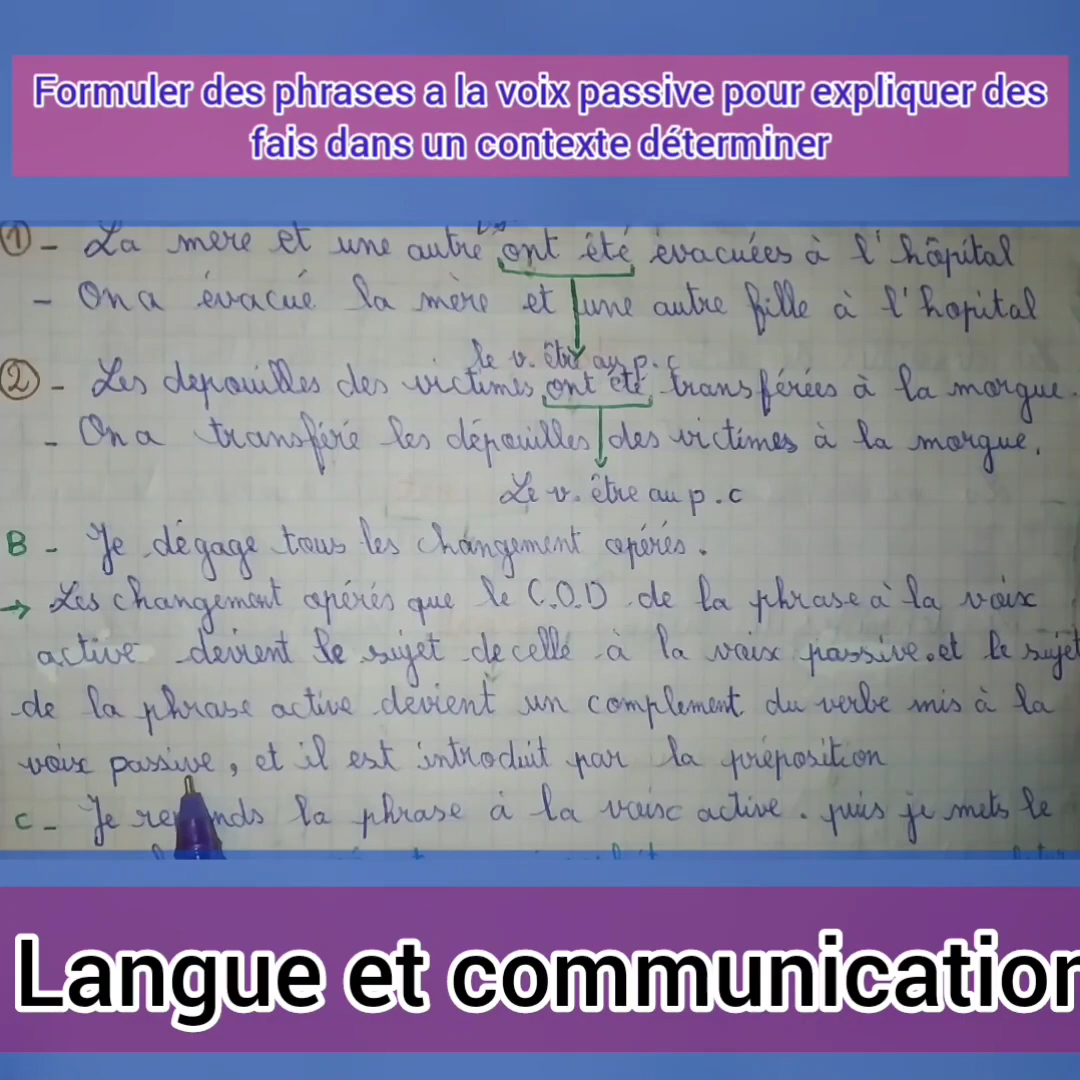 Formuler des phrases a la voix passive pour expliquer des
fais dans un contexte déterminer
① - La mère et une autre ont été évacuées à l'hôpital
- On a évacué la mère et une autre fille à l'hopital
le v. être au p. c
② - Les depouilles des victimes ont été transférées à la morgue.
- On a transféré les dépouilles des victimes à la morgue.
Le v. être au p. c
B - Je dégage tous les changement opérés.
→ Les changement opérés que le C.O.D de la phrase à la voix
active devient le sujet de celle à la voix passive. et le sujet
de la phrase active devient un complement du verbe mis à la
voix passive, et il est introduit par la préposition
C - Je la phrase à la voix active. puis je mets le
Langue et communication